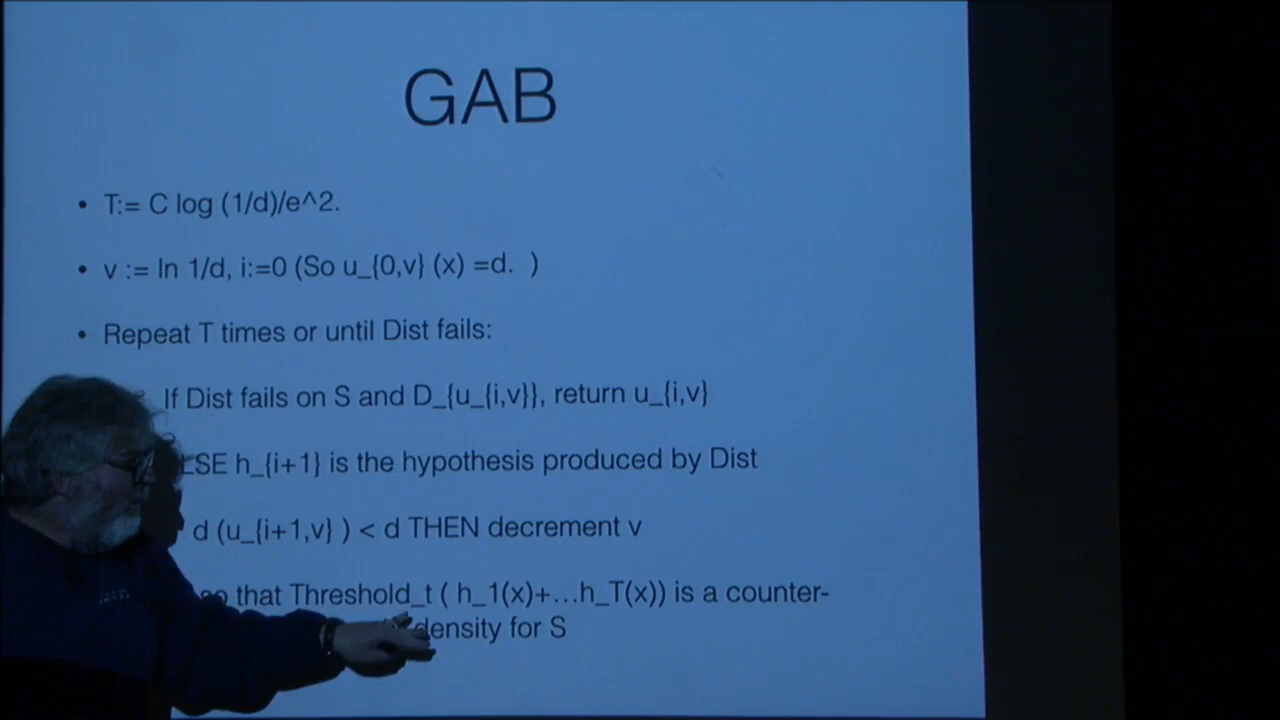 GAB
• T:= C log (1/d)/e^2.
• v := ln 1/d, i:=0 (So u_{0,v} (x) =d. )
• Repeat T times or until Dist fails:
If Dist fails on S and D_{u_{i,v}}, return u_{i,v}
h_{i+1} is the hypothesis produced by Dist
d (u_{i+1,v} ) < d THEN decrement v
that Threshold_t ( h_1(x)+...h_T(x)) is a counter-
density for S